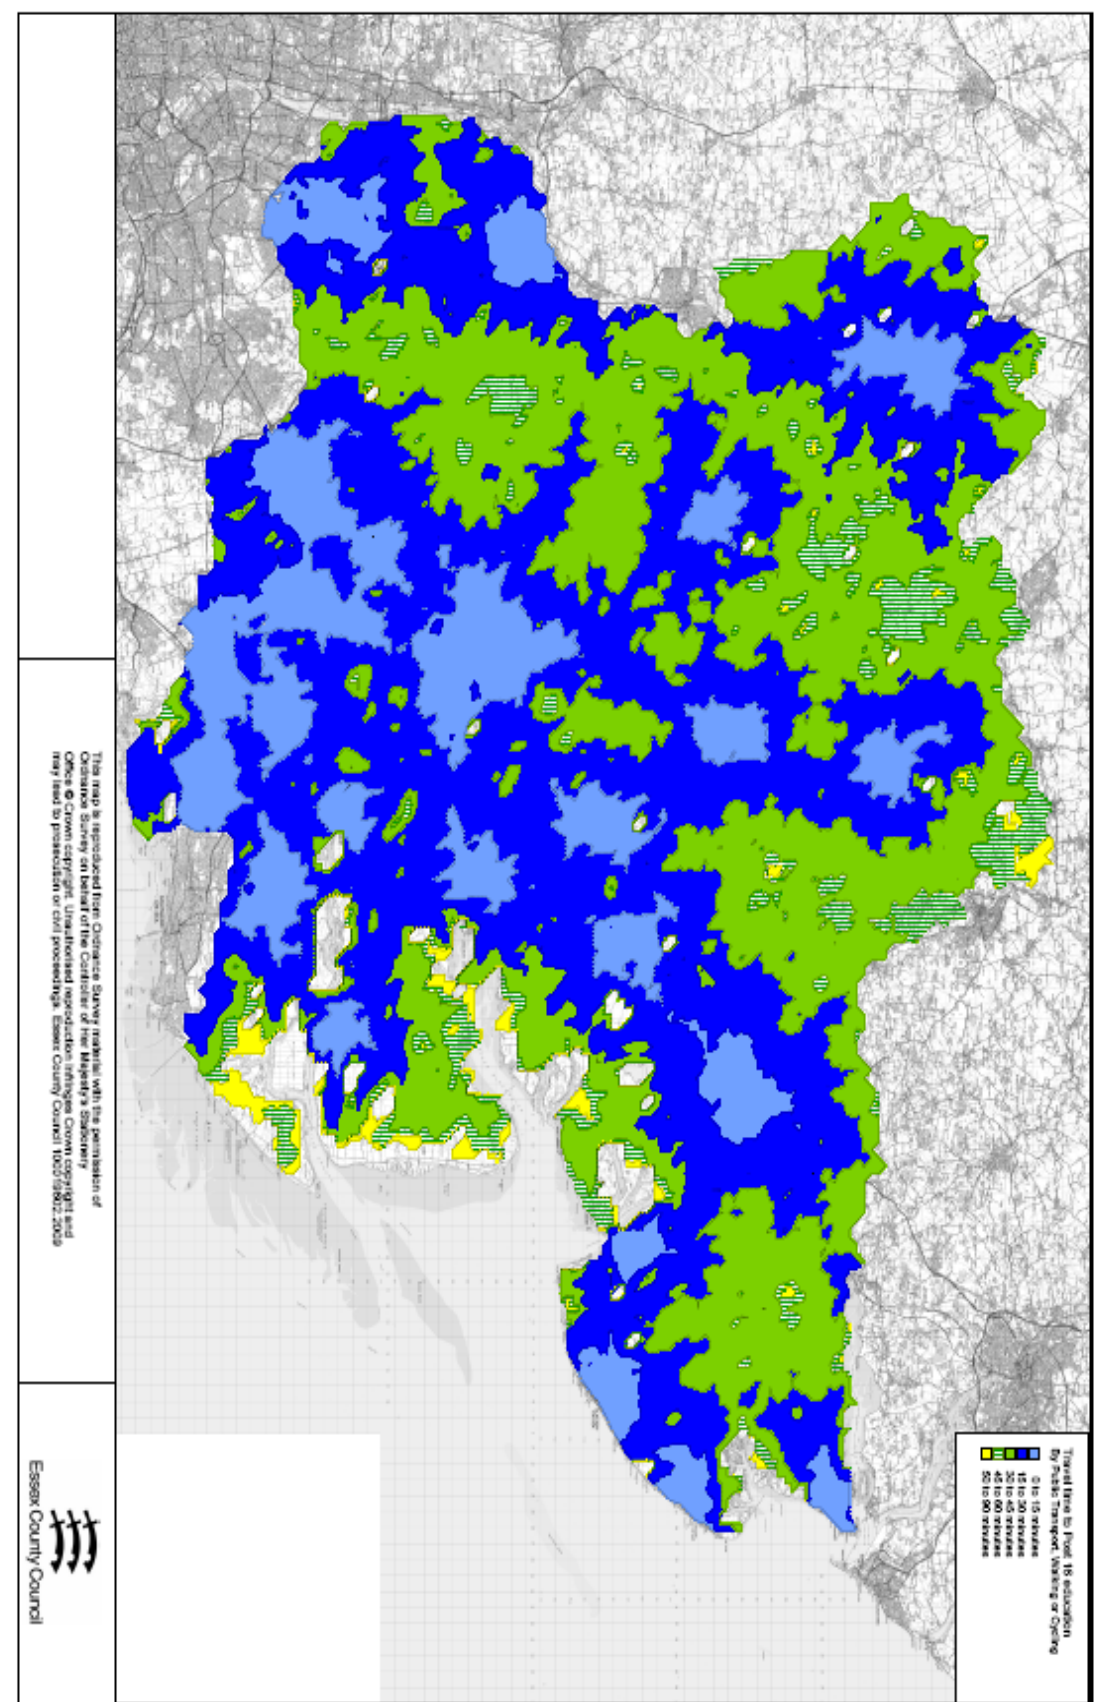 Travel time to Post 16 education
By Public Transport, Walking or Cycling
0 to 15 minutes
15 to 30 minutes
30 to 45 minutes
45 to 60 minutes
60 to 90 minutes
This map is reproduced from Ordnance Survey material with the permission of
Ordnance Survey on behalf of the Controller of Her Majesty's Stationery
Office © Crown copyright. Unauthorised reproduction infringes Crown copyright and
may lead to prosecution or civil proceedings. Essex County Council 100019602 2009
Essex County Council